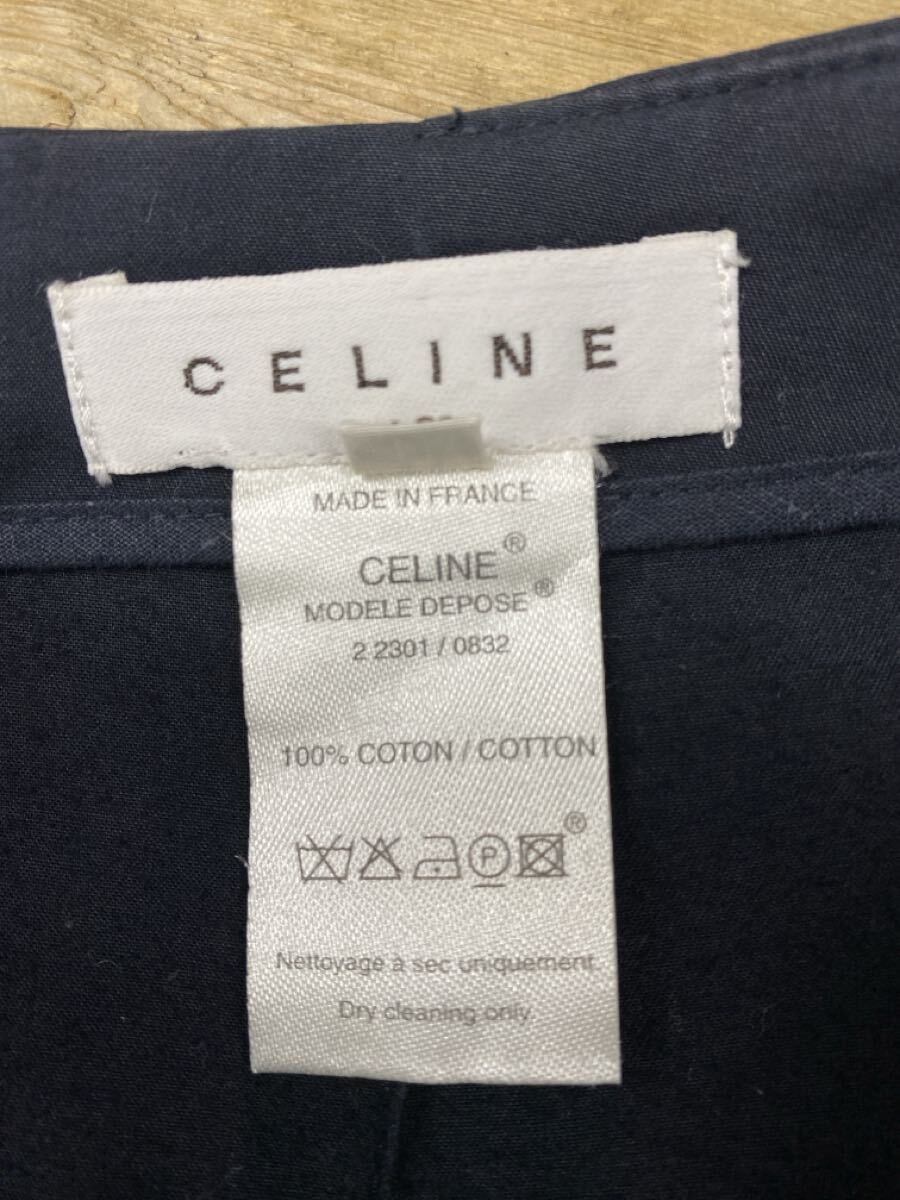 CELINE
MADE IN FRANCE
CELINE®
MODELE DEPOSE®
2 2301 / 0832
100% COTON / COTTON
P ®
Nettoyage à sec uniquement
Dry cleaning only